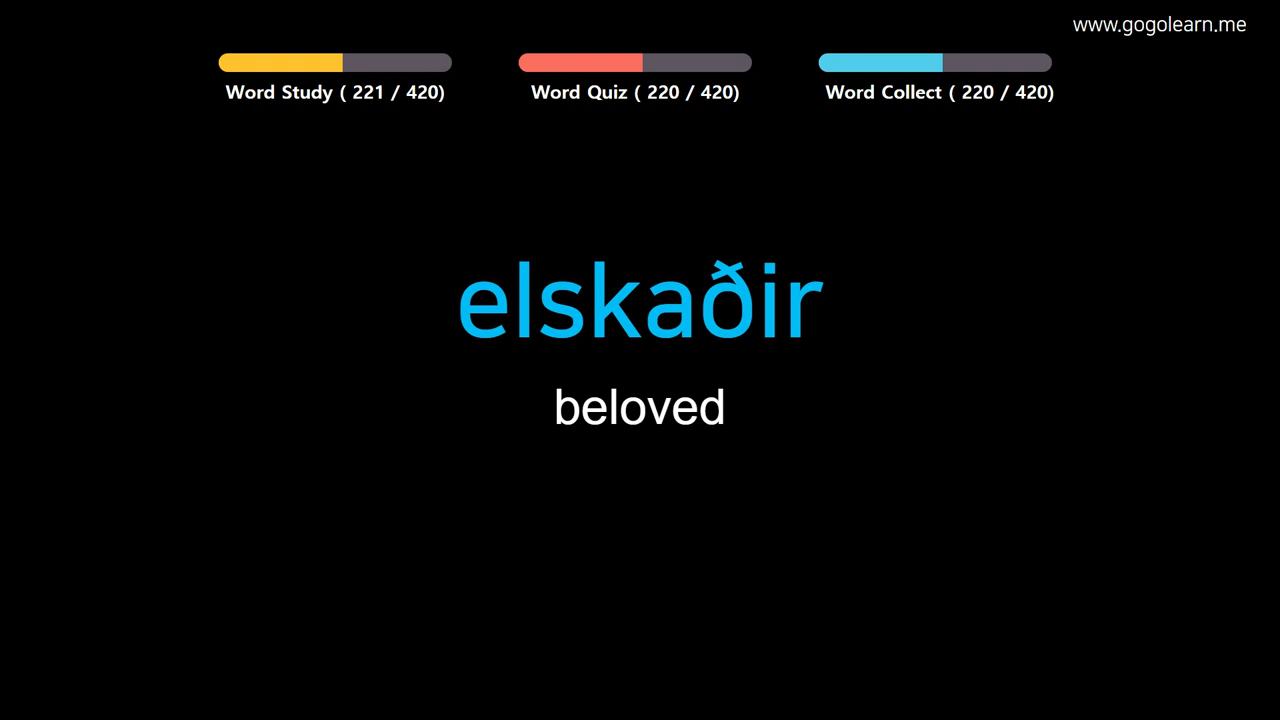 www.gogolearn.me
Word Study ( 221 / 420)
Word Quiz ( 220 / 420)
Word Collect ( 220 / 420)
elskaðir
beloved